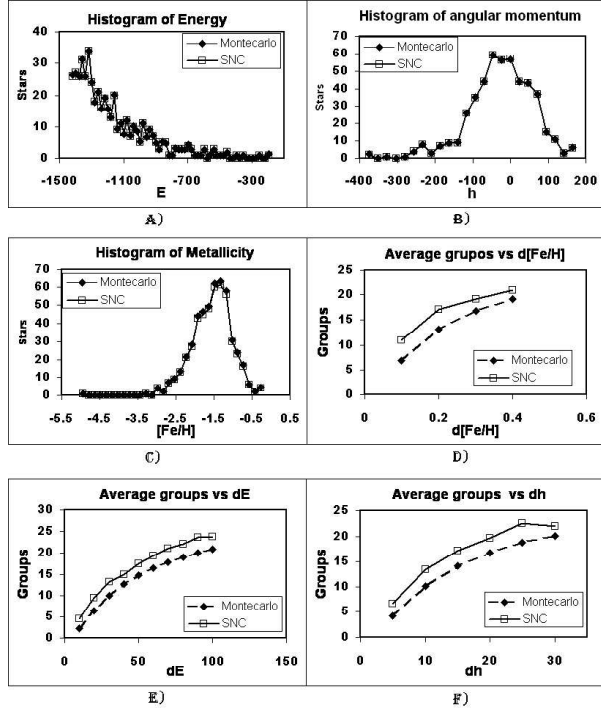 Histogram of Energy
40
30
20
10
0
Stars
Montecarlo
SNC
-1500 -1100 -700 -300
E
A)
Histogram of angular momentum
70
60
50
40
30
20
10
0
Stars
Montecarlo
SNC
-400 -300 -200 -100 0 100 200
h
B)
Histogram of Metallicity
70
60
50
40
30
20
10
0
Stars
Montecarlo
SNC
-5.5 -4.5 -3.5 -2.5 -1.5 -0.5 0.5
[Fe/H]
C)
Average grupos vs d[Fe/H]
25
20
15
10
5
0
Groups
Montecarlo
SNC
0 0.2 0.4 0.6
d[Fe/H]
D)
Average groups vs dE
25
20
15
10
5
0
Groups
Montecarlo
SNC
0 50 100 150
dE
E)
Average groups vs dh
25
20
15
10
5
0
Groups
Montecarlo
SNC
0 10 20 30
dh
F)